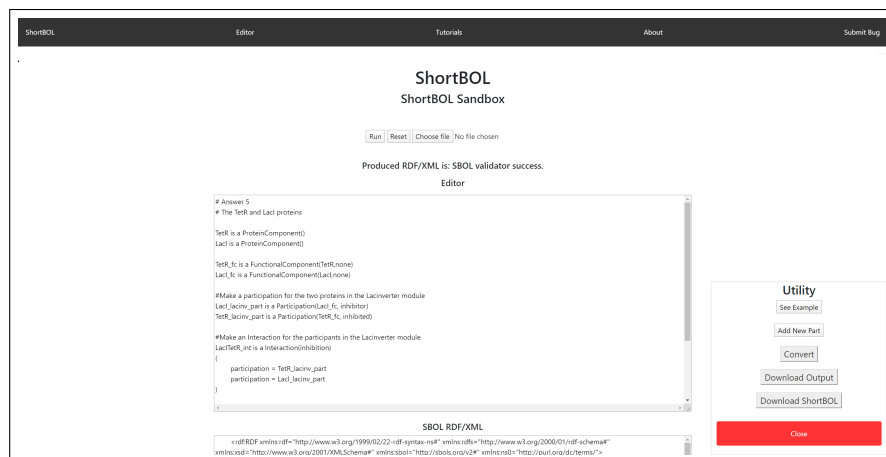 ShortBOL Editor Tutorials About Submit Bug
ShortBOL
ShortBOL Sandbox
Run Reset Choose file No file chosen
Produced RDF/XML is: SBOL validator success.
Editor
# Answer 5
# The TetR and LacI proteins
TetR is a ProteinComponent()
LacI is a ProteinComponent()
TetR_fc is a FunctionalComponent(TetR,none)
LacI_fc is a FunctionalComponent(LacI,none)
#Make a participation for the two proteins in the Lacinverter module
LacI_lacinv_part is a Participation(LacI_fc, inhibitor)
TetR_lacinv_part is a Participation(TetR_fc, inhibited)
#Make an Interaction for the participants in the Lacinverter module
LacITetR_int is a Interaction(inhibition)
(
participation = TetR_lacinv_part
participation = LacI_lacinv_part
)
Utility
See Example
Add New Part
Convert
Download Output
Download ShortBOL
Close
SBOL RDF/XML
<rdf:RDF xmlns:rdf="http://www.w3.org/1999/02/22-rdf-syntax-ns#" xmlns:rdfs="http://www.w3.org/2000/01/rdf-schema#"
xmlns:xsd="http://www.w3.org/2001/XMLSchema#" xmlns:sbol="http://sbols.org/v2#" xmlns:ns0="http://purl.org/dc/terms/">